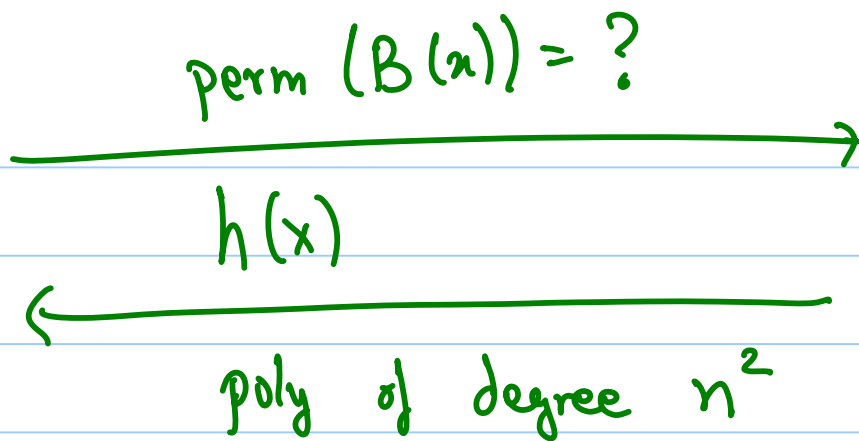 perm (B(x)) = ?
h(x)
poly of degree n²